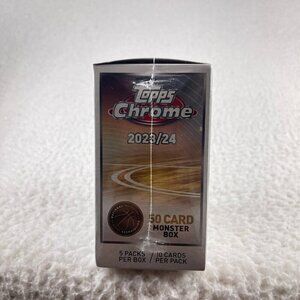 Topps
Chrome
2023/24
50 CARD
MONSTER
BOX
5 PACKS / 10 CARDS
PER BOX / PER PACK